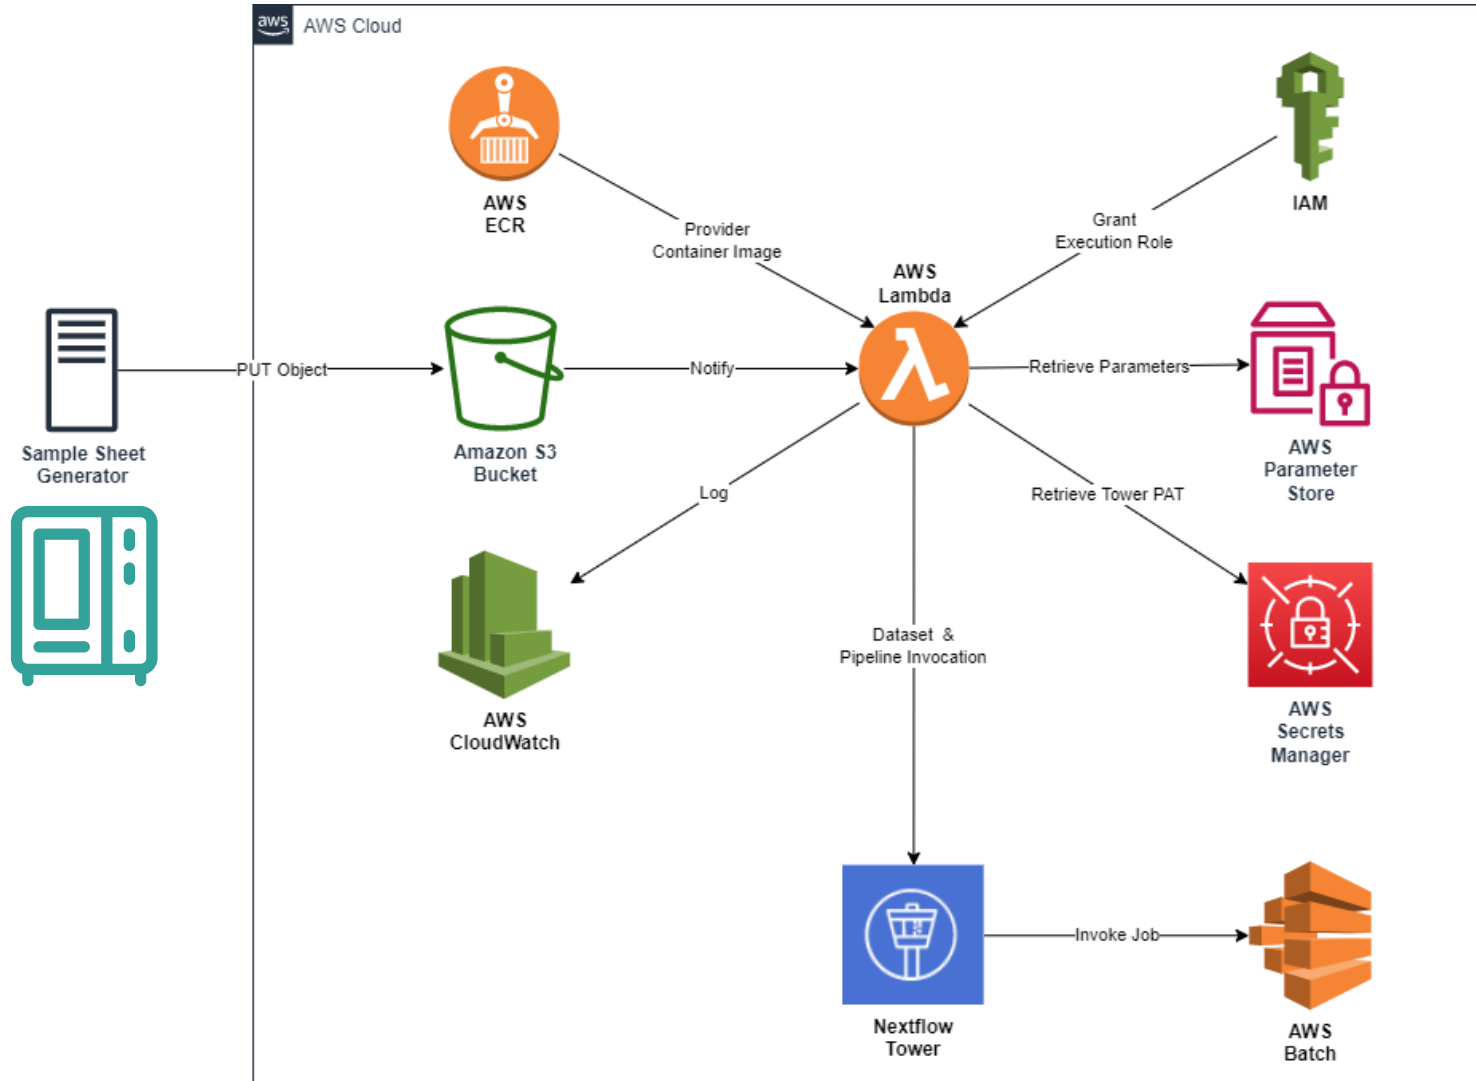 aws
AWS Cloud
AWS
ECR
IAM
Provider
Container Image
Grant
Execution Role
AWS
Lambda
PUT Object
Notify
Retrieve Parameters
Sample Sheet
Generator
Amazon S3
Bucket
AWS
Parameter
Store
Log
Retrieve Tower PAT
Dataset &
Pipeline Invocation
AWS
CloudWatch
AWS
Secrets
Manager
Invoke Job
Nextflow
Tower
AWS
Batch